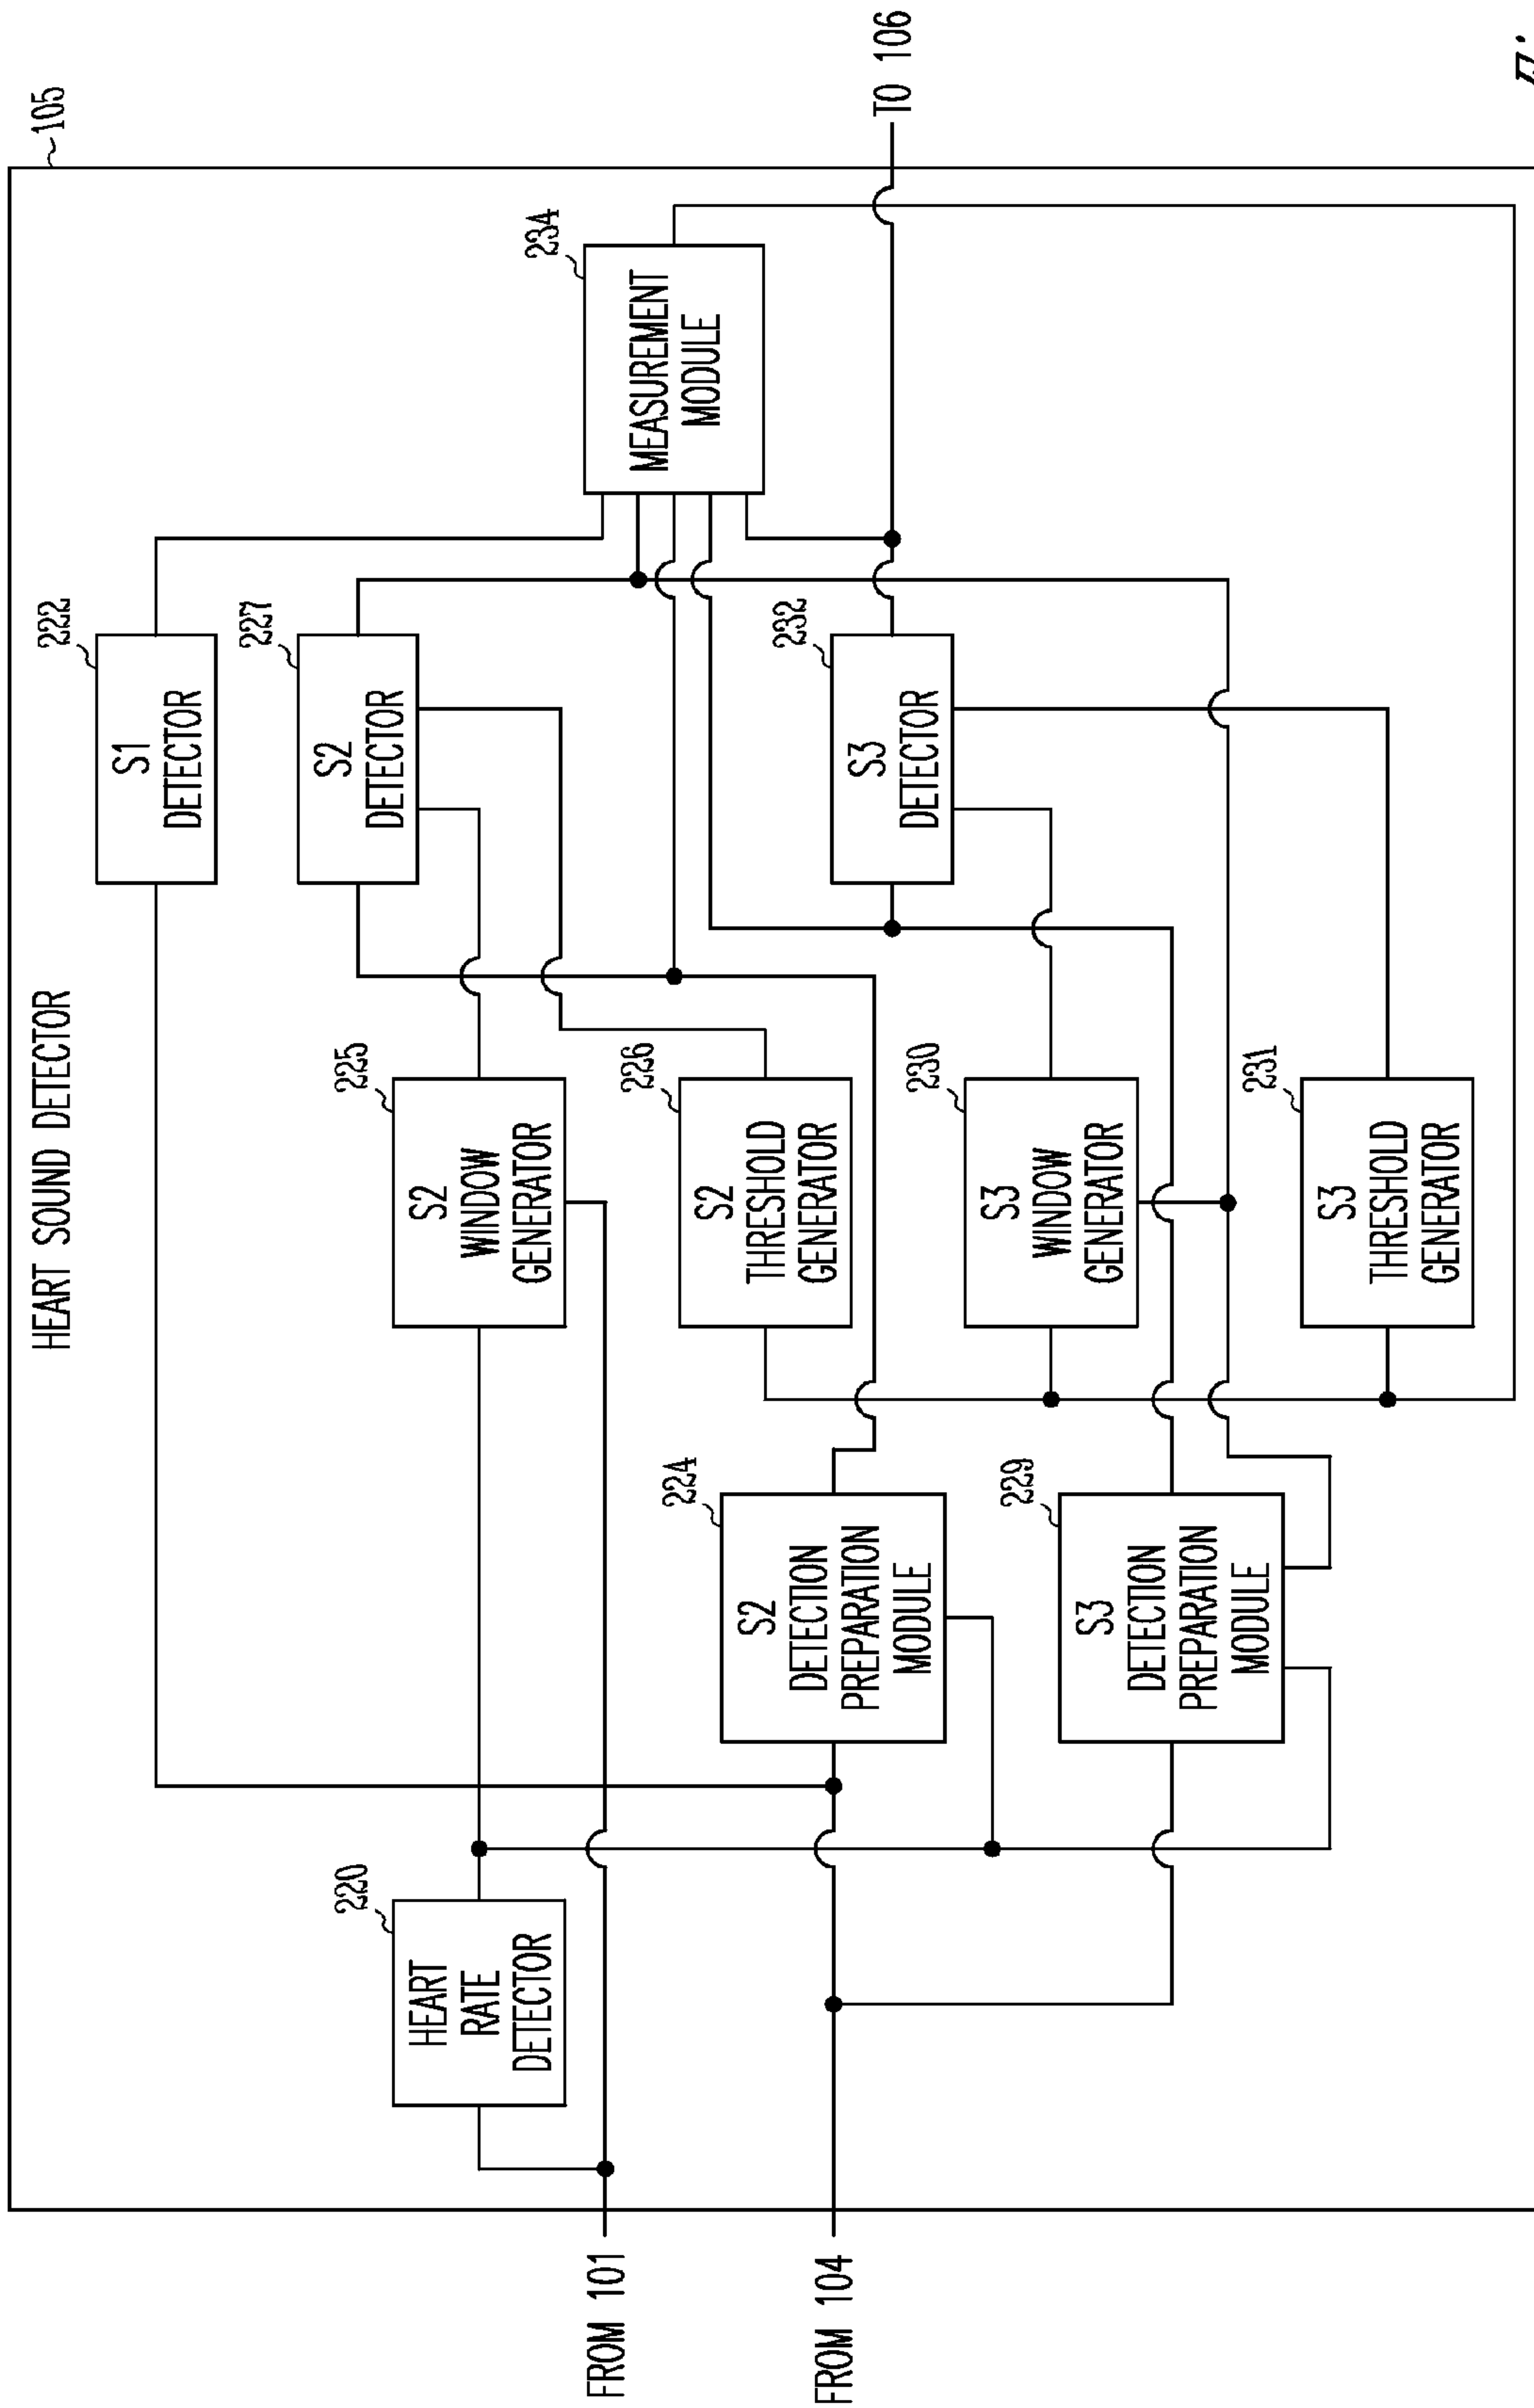 HEART SOUND DETECTOR
105
S1
DETECTOR
222
S2
DETECTOR
227
HEART
RATE
DETECTOR
220
S2
WINDOW
GENERATOR
225
MEASUREMENT
MODULE
234
FROM 101
S2
DETECTION
PREPARATION
MODULE
224
S2
THRESHOLD
GENERATOR
226
FROM 104
S3
DETECTOR
232
TO 106
S3
DETECTION
PREPARATION
MODULE
229
S3
WINDOW
GENERATOR
230
S3
THRESHOLD
GENERATOR
231